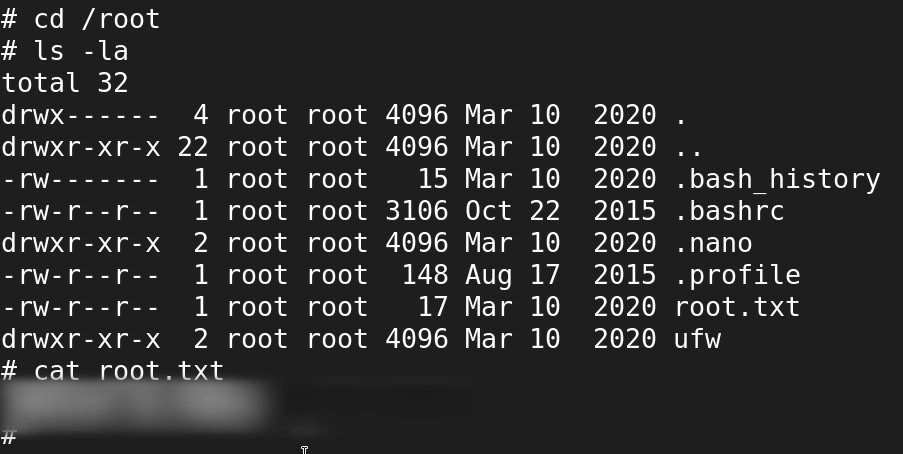 # cd /root
# ls -la
total 32
drwx------  4 root root 4096 Mar 10  2020 .
drwxr-xr-x 22 root root 4096 Mar 10  2020 ..
-rw-------  1 root root   15 Mar 10  2020 .bash_history
-rw-r--r--  1 root root 3106 Oct 22  2015 .bashrc
drwxr-xr-x  2 root root 4096 Mar 10  2020 .nano
-rw-r--r--  1 root root  148 Aug 17  2015 .profile
-rw-r--r--  1 root root   17 Mar 10  2020 root.txt
drwxr-xr-x  2 root root 4096 Mar 10  2020 ufw
# cat root.txt
#